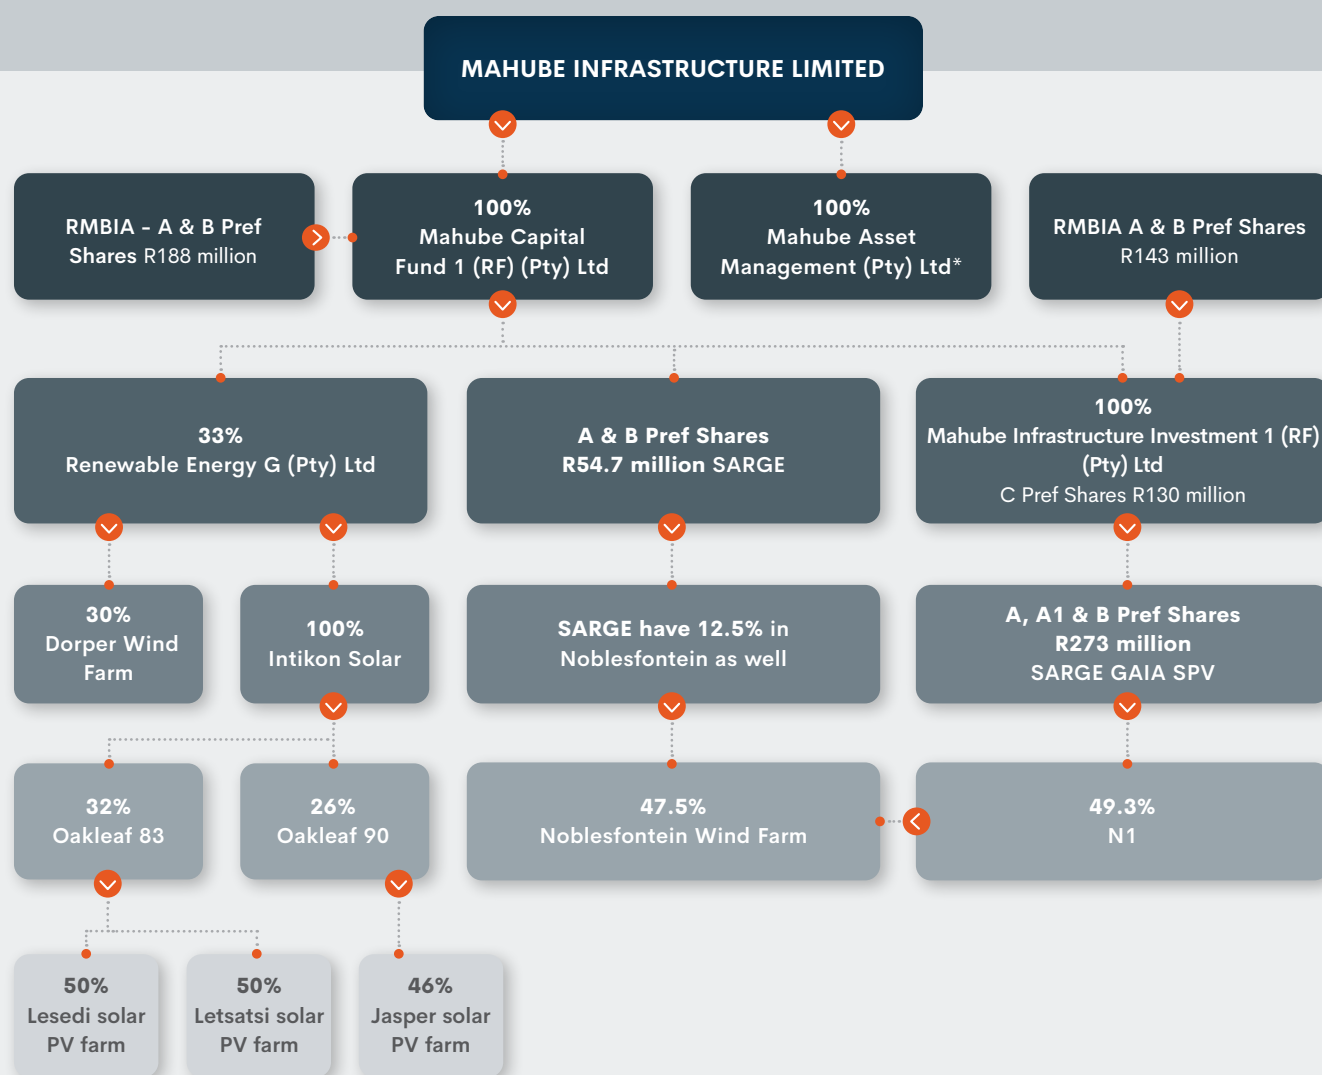 MAHUBE INFRASTRUCTURE LIMITED
RMBIA - A & B Pref
Shares R188 million
100%
Mahube Capital
Fund 1 (RF) (Pty) Ltd
100%
Mahube Asset
Management (Pty) Ltd*
RMBIA A & B Pref Shares
R143 million
33%
Renewable Energy G (Pty) Ltd
A & B Pref Shares
R54.7 million SARGE
100%
Mahube Infrastructure Investment 1 (RF)
(Pty) Ltd
C Pref Shares R130 million
30%
Dorper Wind
Farm
100%
Intikon Solar
SARGE have 12.5% in
Noblesfontein as well
A, A1 & B Pref Shares
R273 million
SARGE GAIA SPV
32%
Oakleaf 83
26%
Oakleaf 90
47.5%
Noblesfontein Wind Farm
49.3%
N1
50%
Lesedi solar
PV farm
50%
Letsatsi solar
PV farm
46%
Jasper solar
PV farm